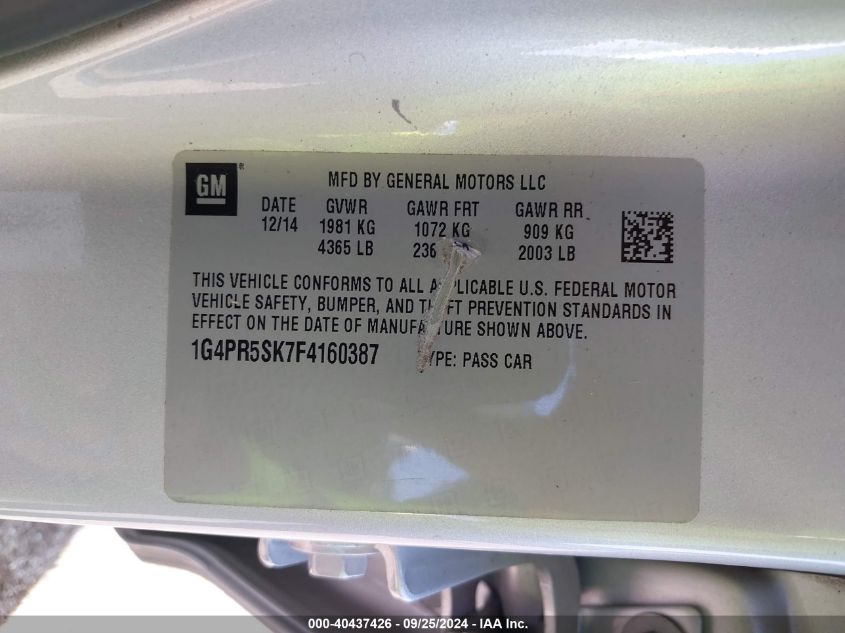 GM ®
MFD BY GENERAL MOTORS LLC
DATE GVWR GAWR FRT GAWR RR
12/14 1981 KG 1072 KG 909 KG
4365 LB 236 2003 LB
THIS VEHICLE CONFORMS TO ALL APPLICABLE U.S. FEDERAL MOTOR
VEHICLE SAFETY, BUMPER, AND THEFT PREVENTION STANDARDS IN
EFFECT ON THE DATE OF MANUFACTURE SHOWN ABOVE.
1G4PR5SK7F4160387 TYPE: PASS CAR
000-40437426 - 09/25/2024 - IAA Inc.